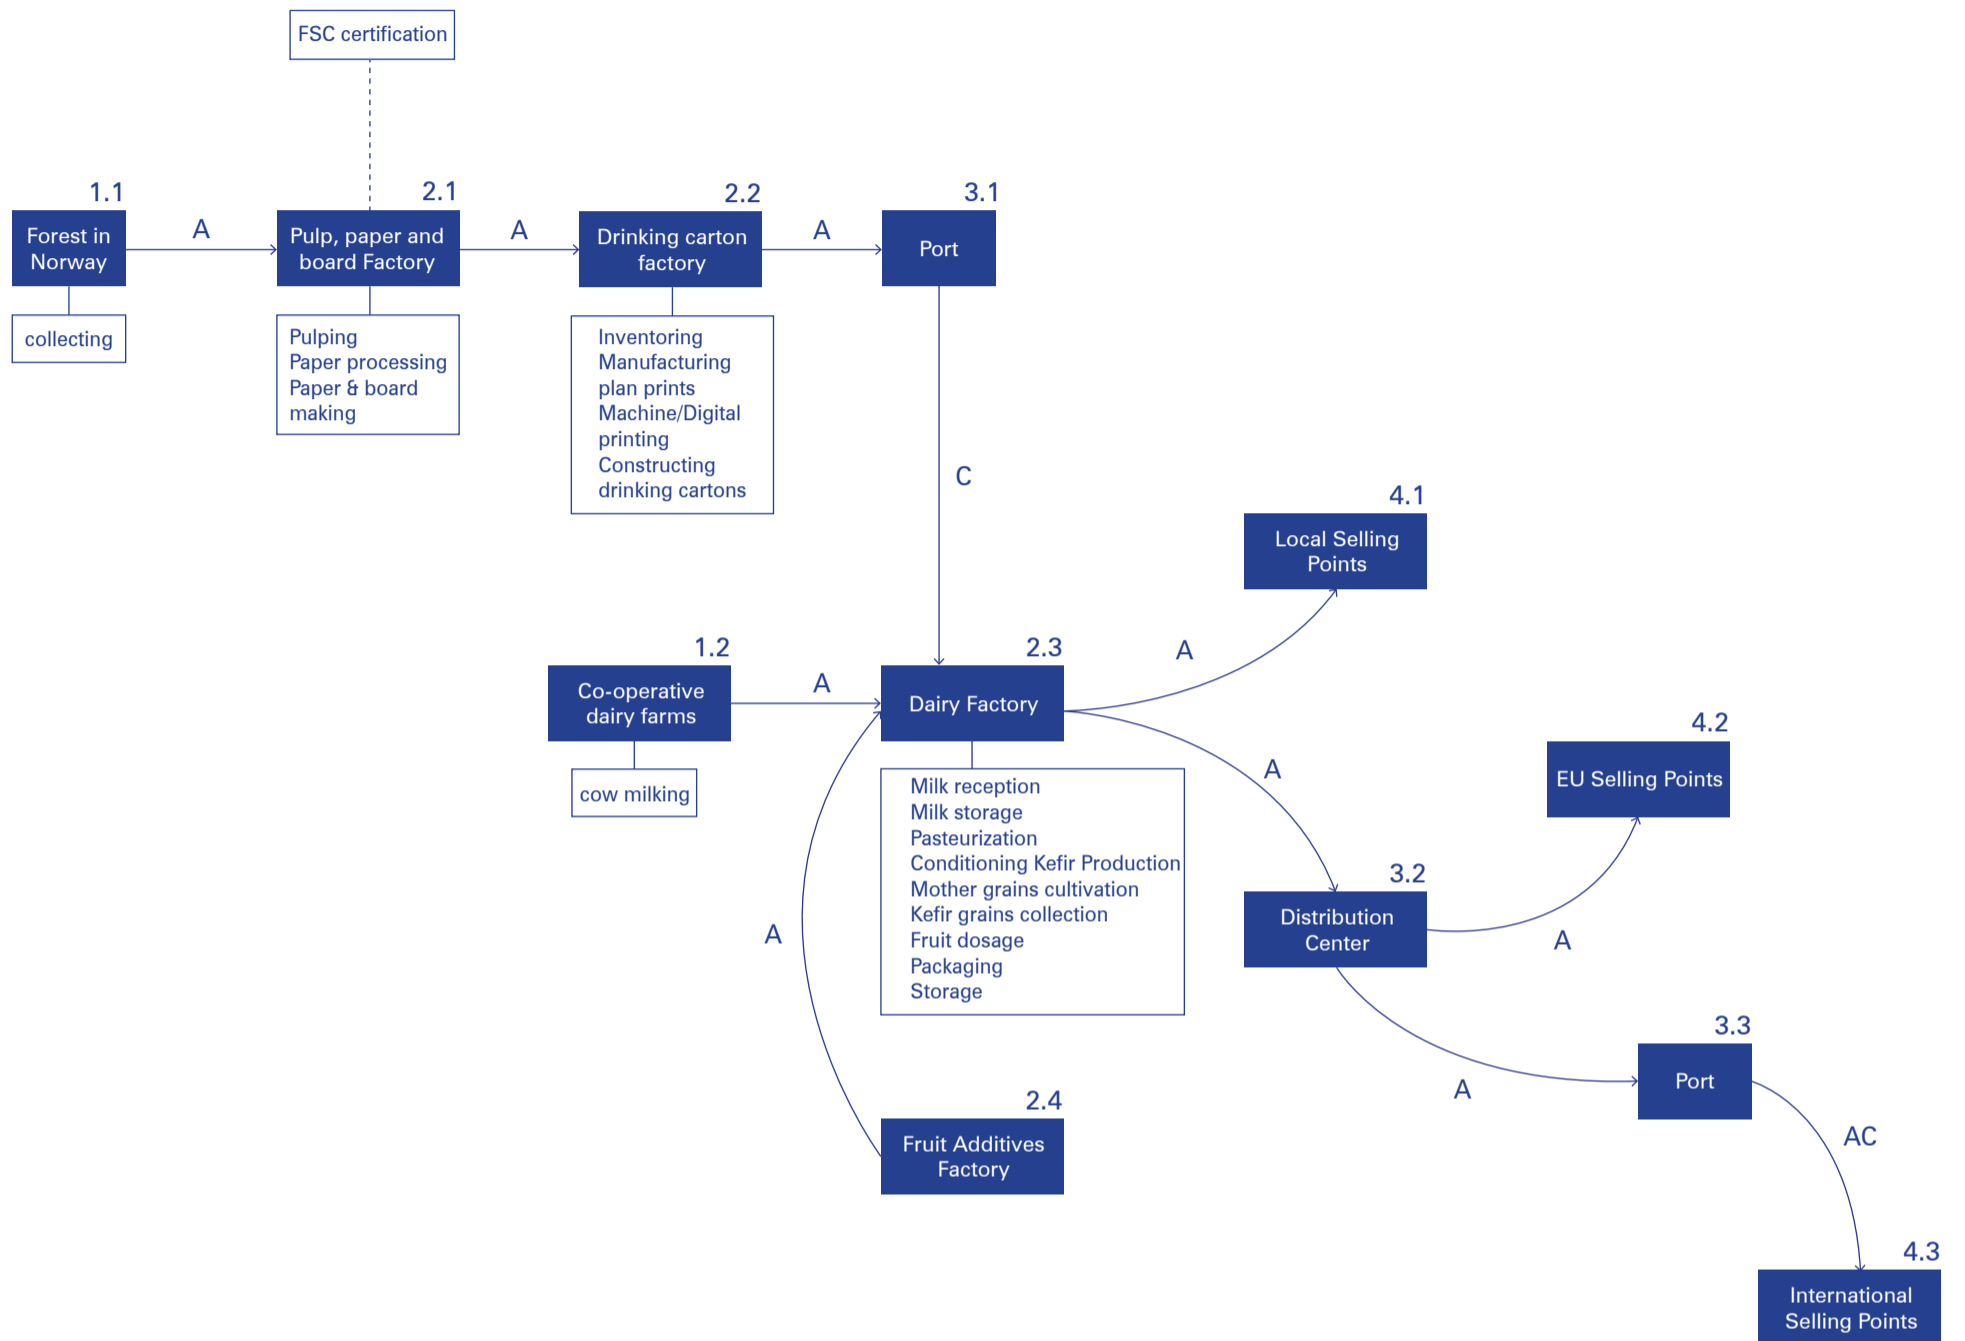 FSC certification
1.1
2.1
2.2
3.1
Forest in
Norway
A
Pulp, paper and
board Factory
A
Drinking carton
factory
A
Port
collecting
Pulping
Paper processing
Paper & board
making
Inventoring
Manufacturing
plan prints
Machine/Digital
printing
Constructing
drinking cartons
C
4.1
Local Selling
Points
1.2
2.3
A
Co-operative
dairy farms
A
Dairy Factory
4.2
EU Selling Points
cow milking
A
Milk reception
Milk storage
Pasteurization
Conditioning Kefir Production
Mother grains cultivation
Kefir grains collection
Fruit dosage
Packaging
Storage
3.2
Distribution
Center
A
A
3.3
Port
A
2.4
Fruit Additives
Factory
AC
4.3
International
Selling Points